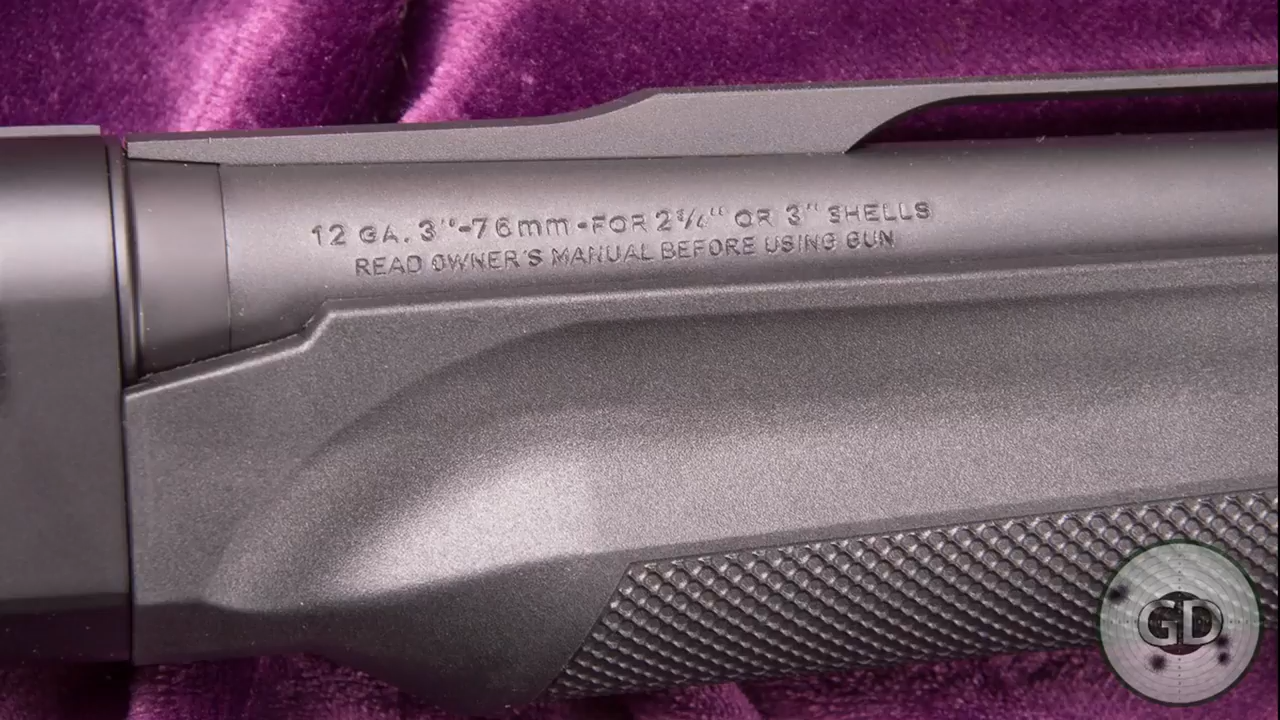 12 GA. 3"-76mm-FOR 2¾" OR 3" SHELLS
READ OWNER'S MANUAL BEFORE USING GUN
GD